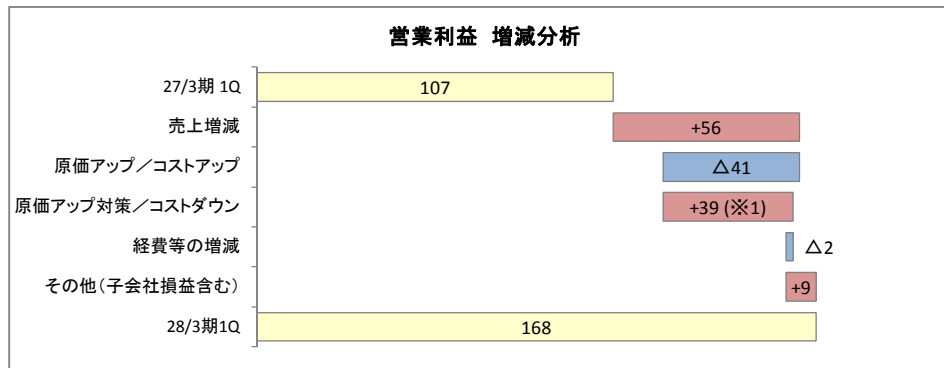 営業利益 増減分析
27/3期 1Q
107
売上増減
+56
原価アップ／コストアップ
△41
原価アップ対策／コストダウン
+39 (※1)
経費等の増減
△2
その他(子会社損益含む)
+9
28/3期1Q
168